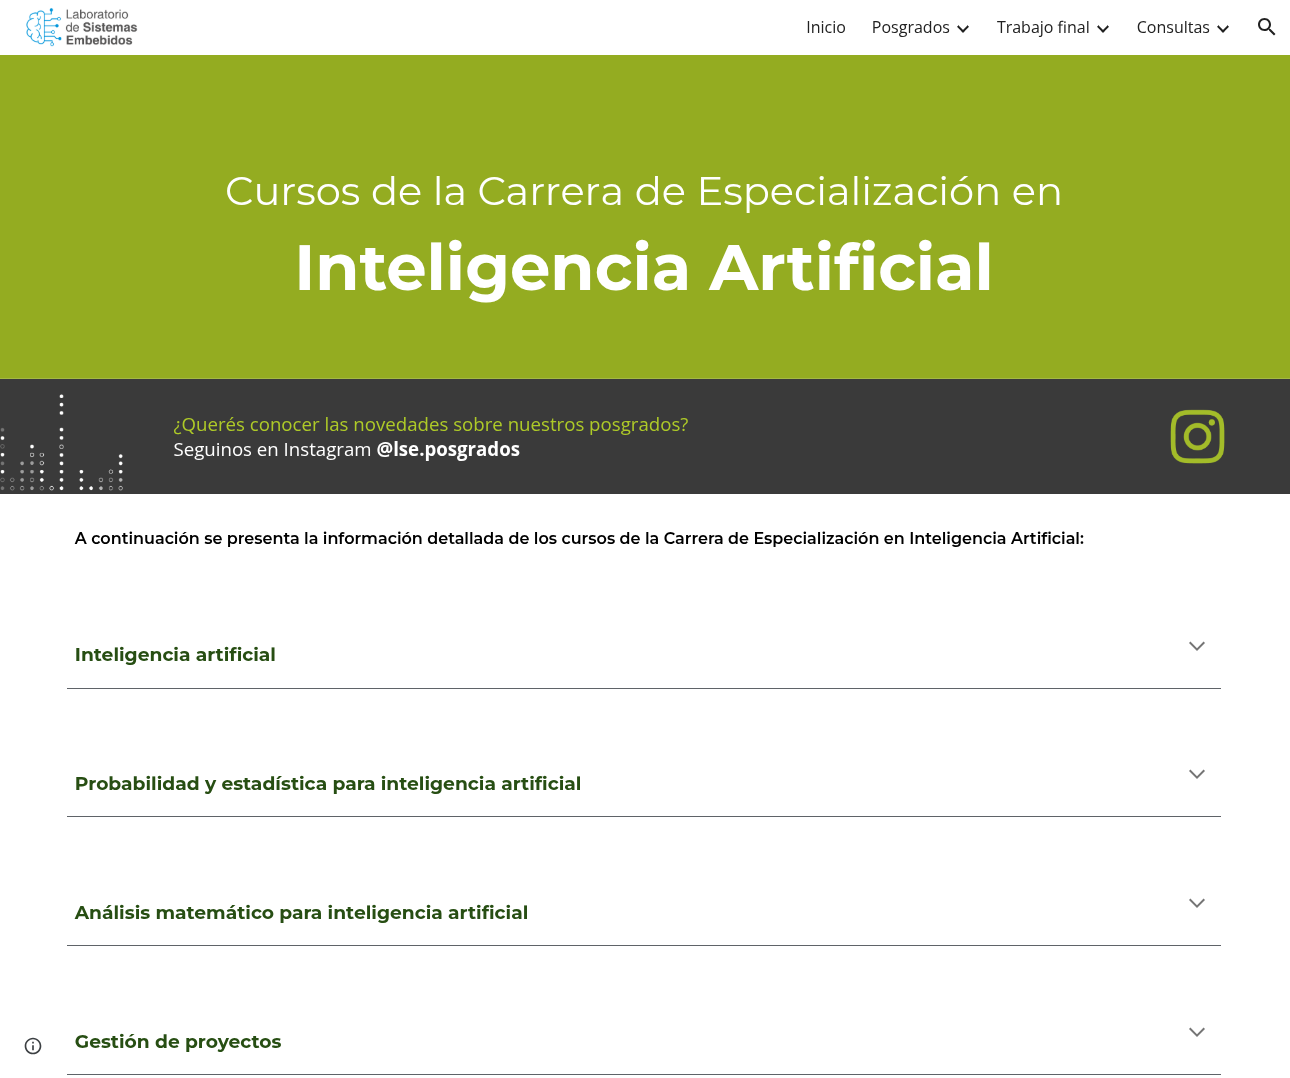 Laboratorio
de Sistemas
Embebidos
Inicio
Posgrados
Trabajo final
Consultas
Cursos de la Carrera de Especialización en
Inteligencia Artificial
¿Querés conocer las novedades sobre nuestros posgrados?
Seguinos en Instagram @lse.posgrados
A continuación se presenta la información detallada de los cursos de la Carrera de Especialización en Inteligencia Artificial:
Inteligencia artificial
Probabilidad y estadística para inteligencia artificial
Análisis matemático para inteligencia artificial
Gestión de proyectos